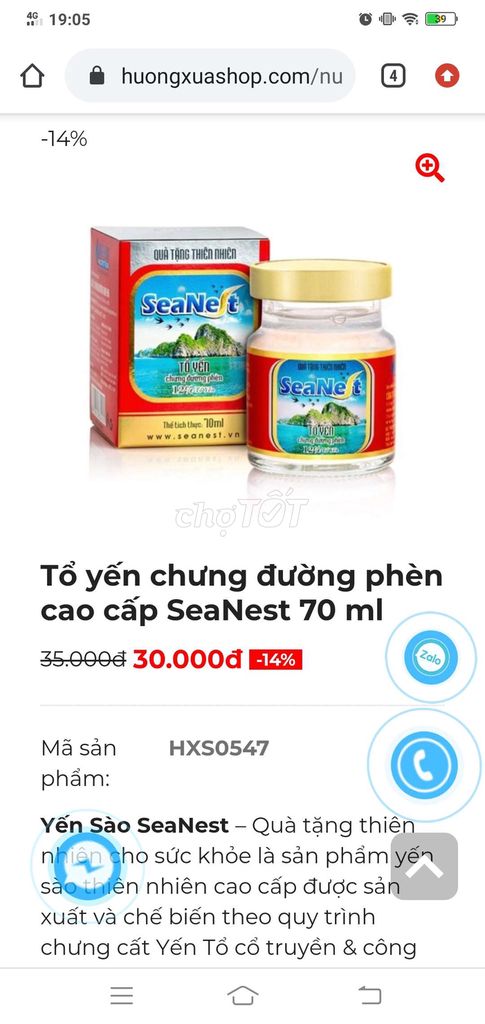 4G 19:05 39
huongxuashop.com/nu 4
-14%
QUÀ TẶNG THIÊN NHIÊN
SeaNest
TỔ YẾN
chưng đường phèn
Thể tích thực: 70ml
www.seanest.vn
QUÀ TẶNG THIÊN NHIÊN
SeaNest
TỔ YẾN
chưng đường phèn
chợTỐT
Tổ yến chưng đường phèn
cao cấp SeaNest 70 ml
35.000đ 30.000đ -14%
Zalo
Mã sản HXS0547
phẩm:
Yến Sào SeaNest – Quà tặng thiên
nhiên cho sức khỏe là sản phẩm yến
sào thiên nhiên cao cấp được sản
xuất và chế biến theo quy trình
chưng cất Yến Tổ cổ truyền & công